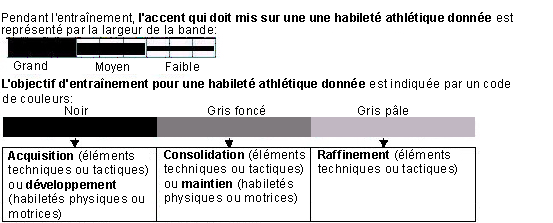 Pendant l'entraînement, l'accent qui doit mis sur une une habileté athlétique donnée est
représenté par la largeur de la bande:
Grand Moyen Faible
L'objectif d'entraînement pour une habileté athlétique donnée est indiquée par un code
de couleurs:
Noir Gris foncé Gris pâle
Acquisition (éléments
techniques ou tactiques)
ou développement
(habiletés physiques ou
motrices)
Consolidation (éléments
techniques ou tactiques)
ou maintien (habiletés
physiques ou motrices)
Raffinement (éléments
techniques ou tactiques)